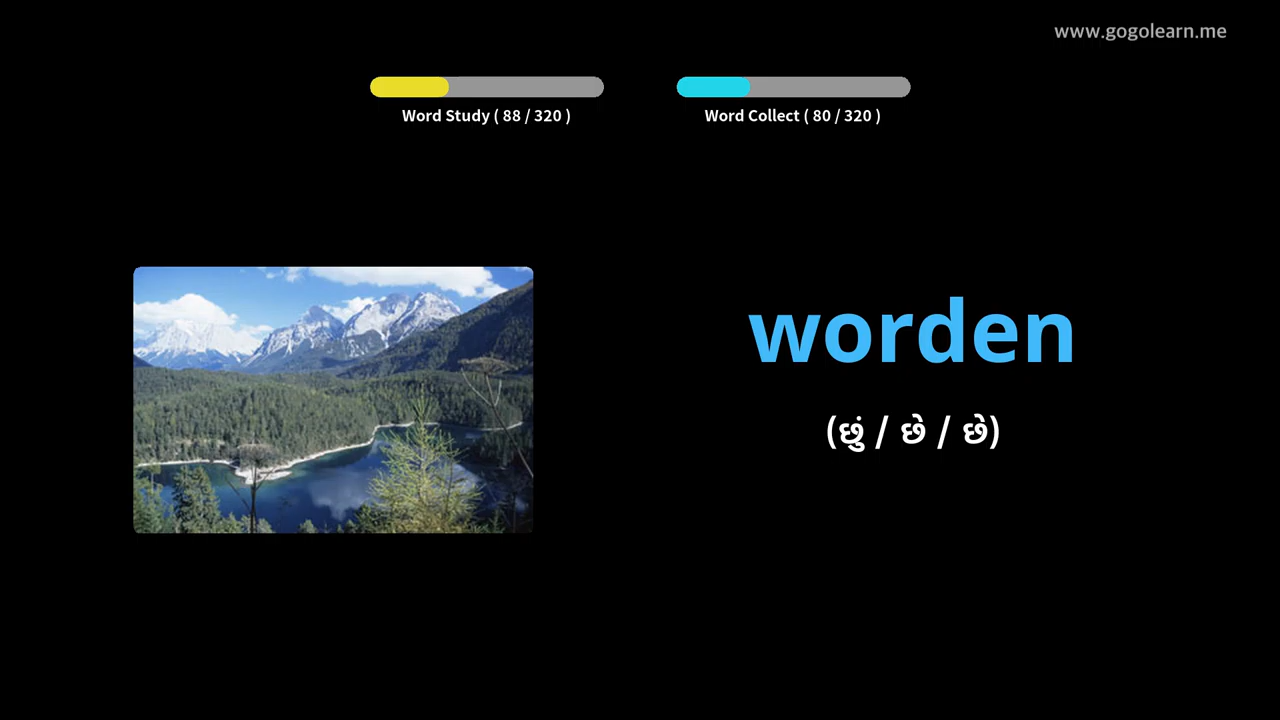 www.gogolearn.me
Word Study ( 88 / 320 )
Word Collect ( 80 / 320 )
worden
(છું / છે / છે)